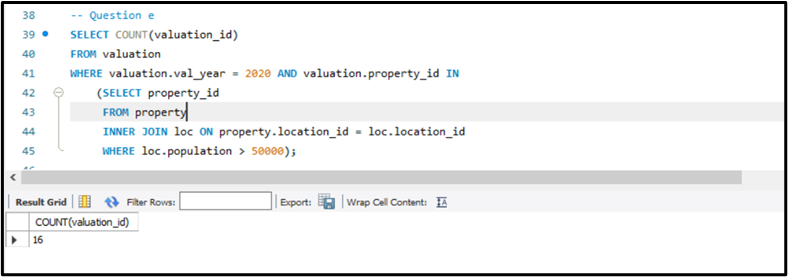 38 -- Question e
39 SELECT COUNT(valuation_id)
40 FROM valuation
41 WHERE valuation.val_year = 2020 AND valuation.property_id IN
42 (SELECT property_id
43 FROM property
44 INNER JOIN loc ON property.location_id = loc.location_id
45 WHERE loc.population > 50000);
Result Grid Filter Rows: Export: Wrap Cell Content: IA
COUNT(valuation_id)
16